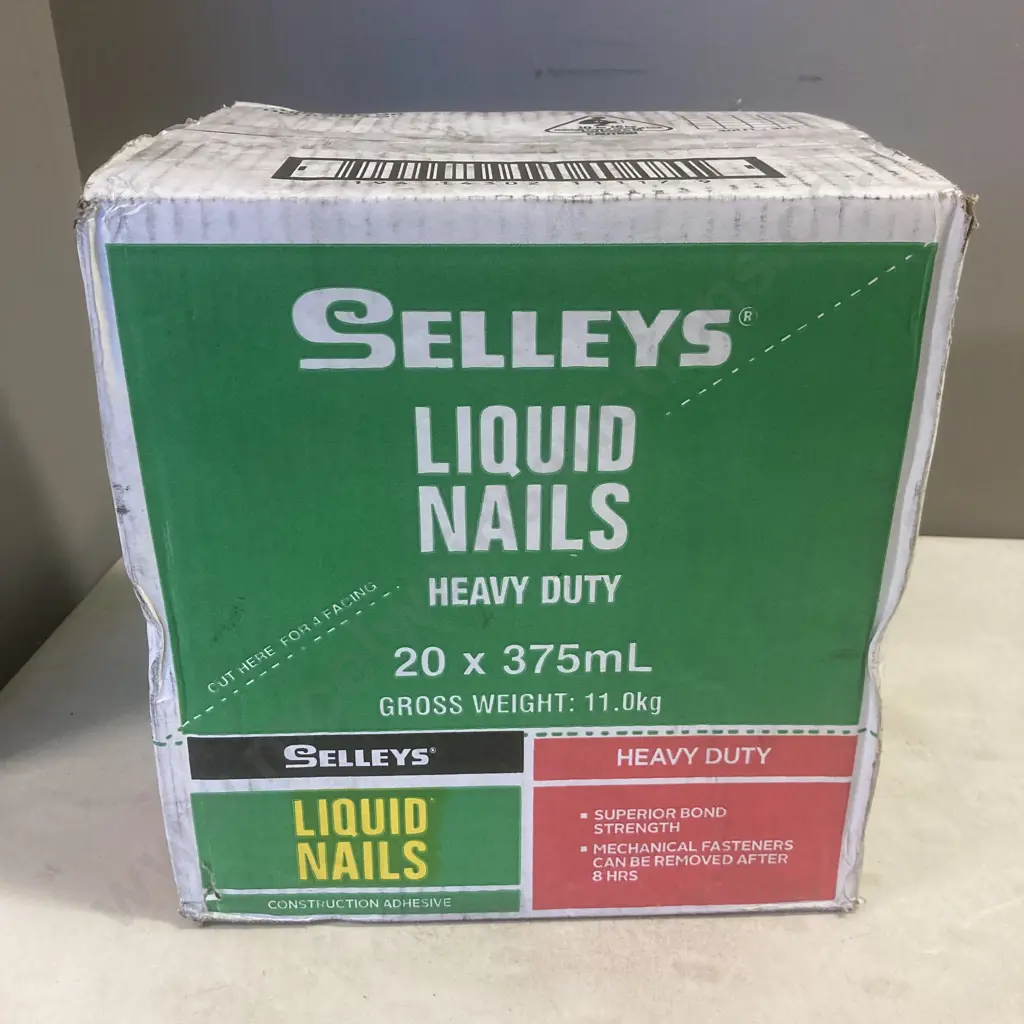 SELLEYS®
LIQUID
NAILS
HEAVY DUTY
20 x 375mL
GROSS WEIGHT: 11.0kg
CUT HERE FOR 4 FACING
SELLEYS®
LIQUID
NAILS
CONSTRUCTION ADHESIVE
HEAVY DUTY
▪ SUPERIOR BOND
STRENGTH
▪ MECHANICAL FASTENERS
CAN BE REMOVED AFTER
8 HRS